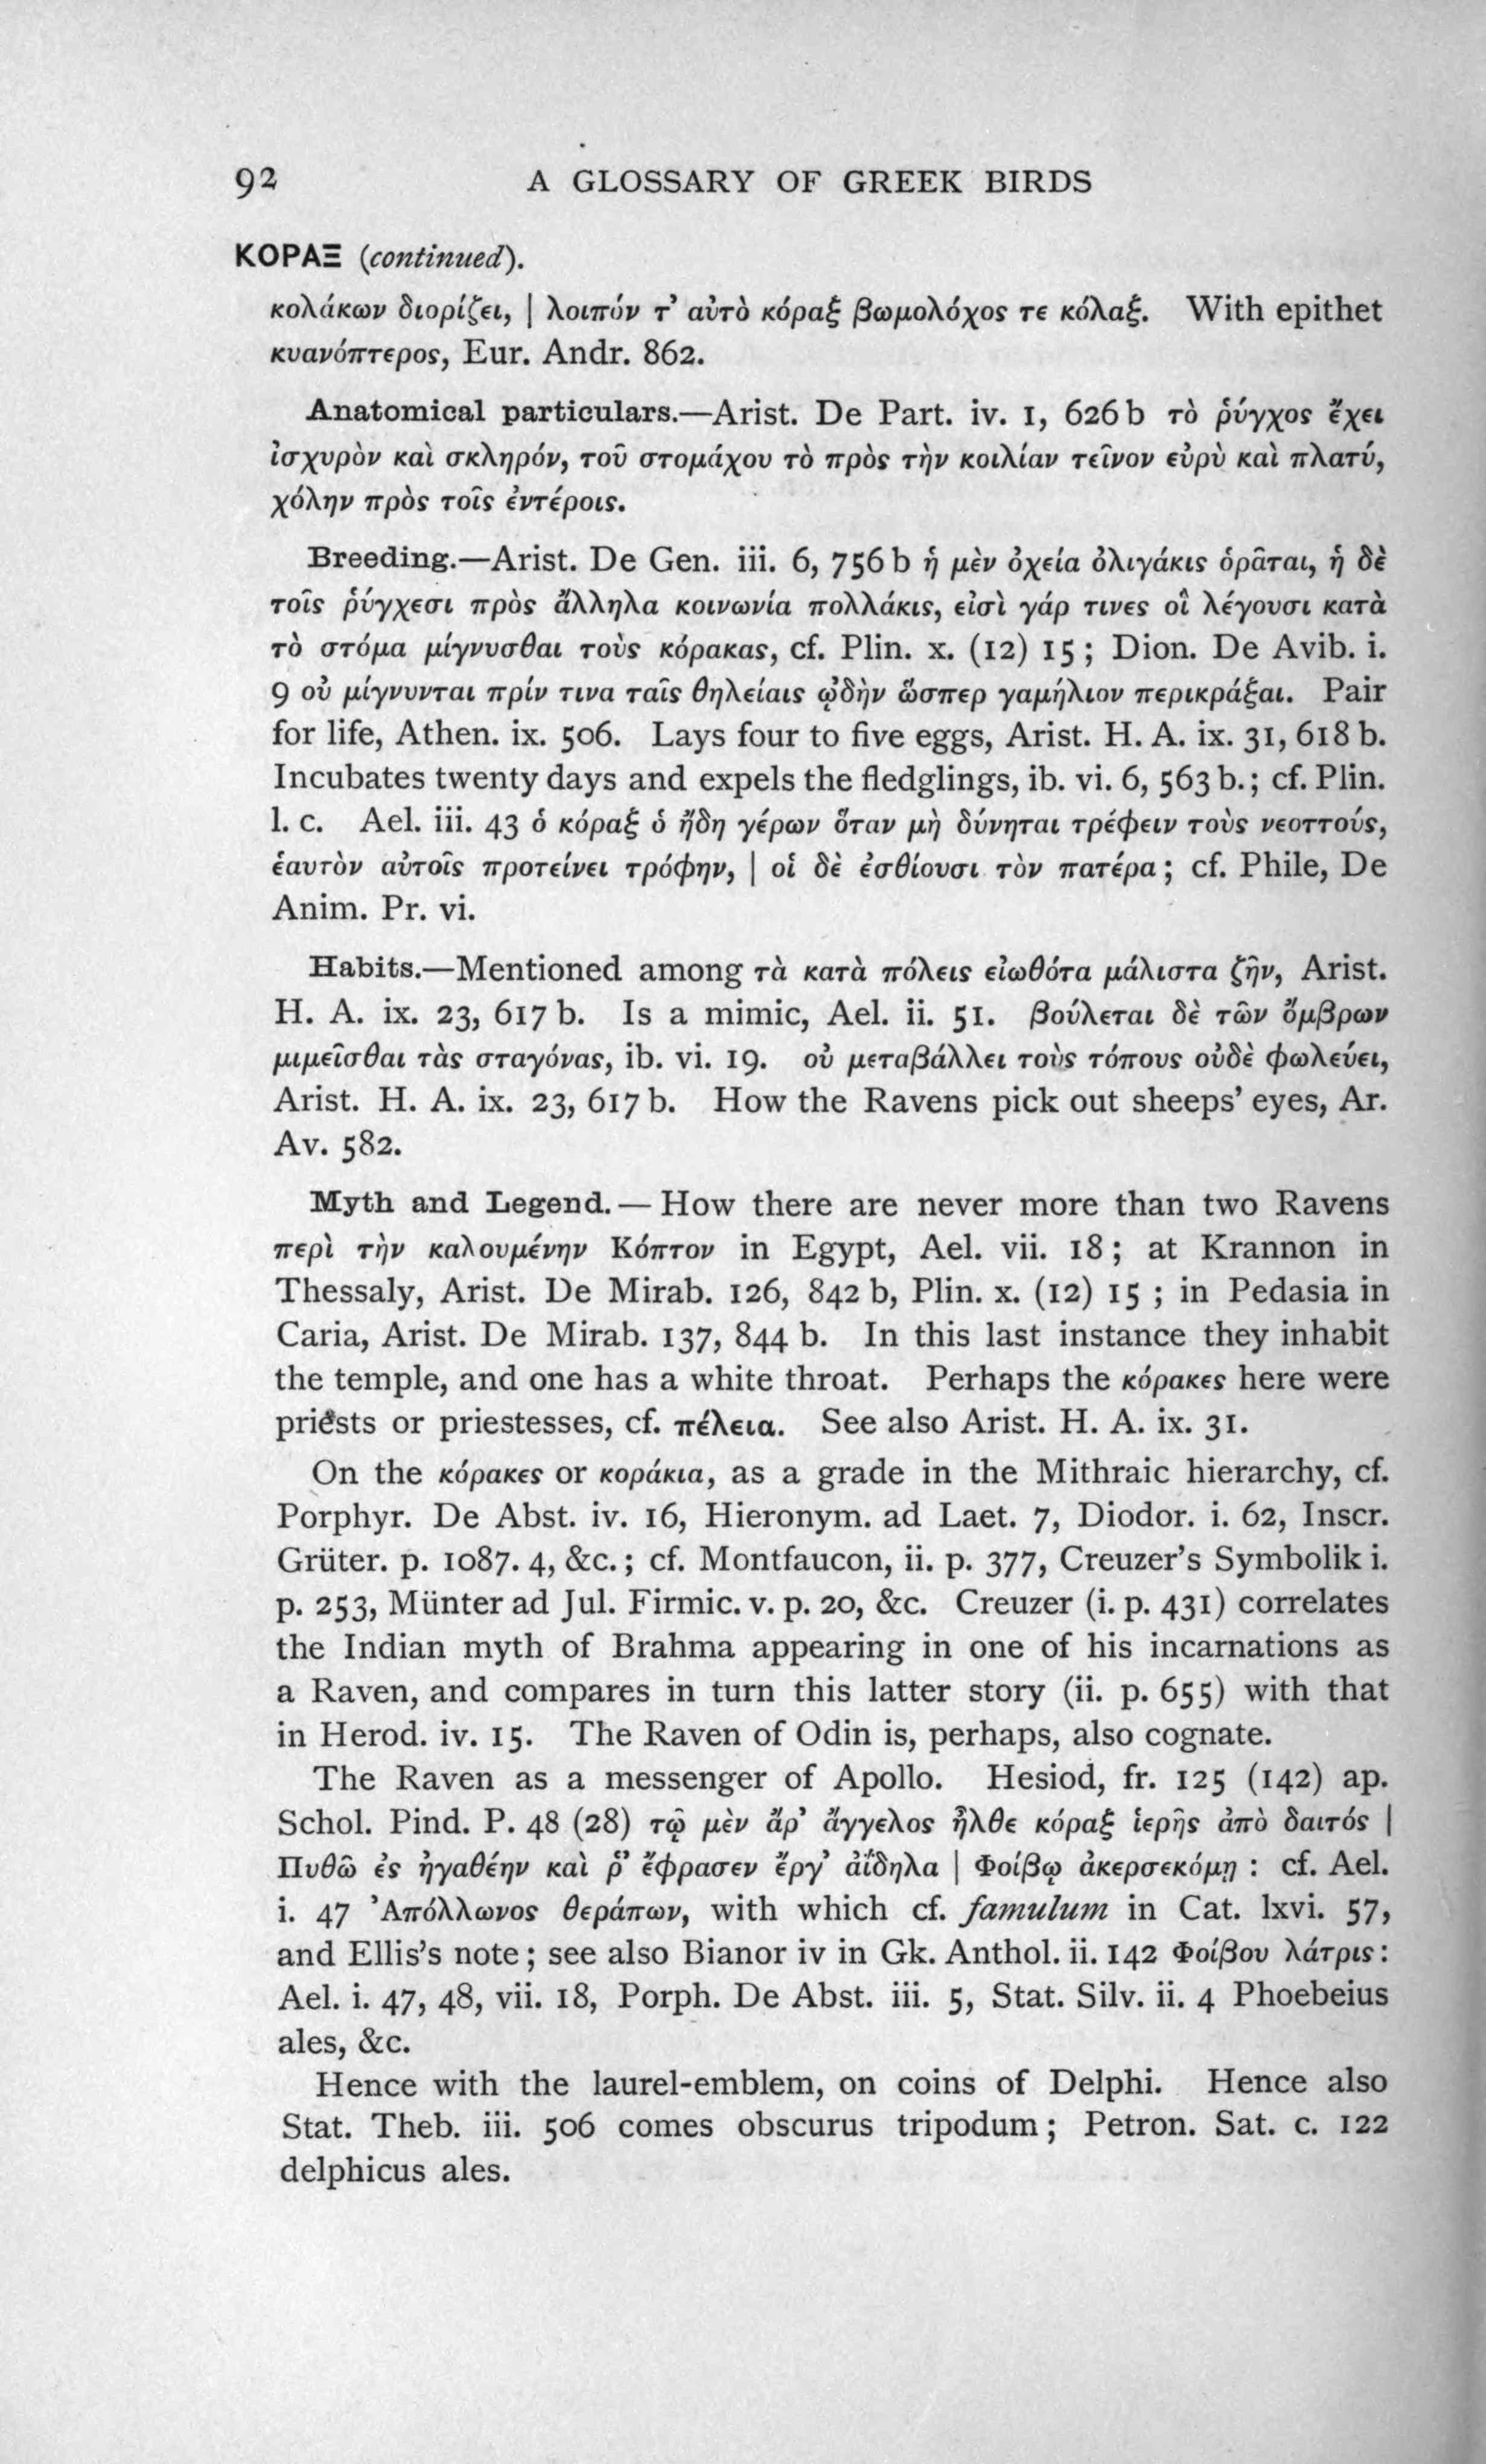 92 A GLOSSARY OF GREEK BIRDS
ΚΟΡΑΞ (continued).
κολάκων διορίζει, | λοιπόν τ’ αὐτὸ κόραξ βωμολόχος τε κόλαξ. With epithet
κυανόπτερος, Eur. Andr. 862.
Anatomical particulars.—Arist. De Part. iv. 1, 626 b τὸ ῥύγχος ἔχει
ἰσχυρὸν καὶ σκληρόν, τοῦ στομάχου τὸ πρὸς τὴν κοιλίαν τεῖνον εὐρὺ καὶ πλατύ,
χόλην πρὸς τοῖς ἐντέροις.
Breeding.—Arist. De Gen. iii. 6, 756 b ἡ μὲν ὀχεία ὀλιγάκις ὁρᾶται, ἡ δὲ
τοῖς ῥύγχεσι πρὸς ἄλληλα κοινωνία πολλάκις, εἰσὶ γάρ τινες οἳ λέγουσι κατὰ
τὸ στόμα μίγνυσθαι τοὺς κόρακας, cf. Plin. x. (12) 15 ; Dion. De Avib. i.
9 οὐ μίγνυνται πρίν τινα ταῖς θηλείαις ᾠδὴν ὥσπερ γαμήλιον περικράξαι. Pair
for life, Athen. ix. 506. Lays four to five eggs, Arist. H. A. ix. 31, 618 b.
Incubates twenty days and expels the fledglings, ib. vi. 6, 563 b.; cf. Plin.
l. c. Ael. iii. 43 ὁ κόραξ ὁ ἤδη γέρων ὅταν μὴ δύνηται τρέφειν τοὺς νεοττούς,
ἑαυτὸν αὐτοῖς προτείνει τρόφην, | οἱ δὲ ἐσθίουσι τὸν πατέρα ; cf. Phile, De
Anim. Pr. vi.
Habits.—Mentioned among τὰ κατὰ πόλεις εἰωθότα μάλιστα ζῆν, Arist.
H. A. ix. 23, 617 b. Is a mimic, Ael. ii. 51. βούλεται δὲ τῶν ὄμβρων
μιμεῖσθαι τὰς σταγόνας, ib. vi. 19. οὐ μεταβάλλει τοὺς τόπους οὐδὲ φωλεύει,
Arist. H. A. ix. 23, 617 b. How the Ravens pick out sheeps’ eyes, Ar.
Av. 582.
Myth and Legend.— How there are never more than two Ravens
περὶ τὴν καλουμένην Κόπτον in Egypt, Ael. vii. 18 ; at Krannon in
Thessaly, Arist. De Mirab. 126, 842 b, Plin. x. (12) 15 ; in Pedasia in
Caria, Arist. De Mirab. 137, 844 b. In this last instance they inhabit
the temple, and one has a white throat. Perhaps the κόρακες here were
priests or priestesses, cf. πέλεια. See also Arist. H. A. ix. 31.
On the κόρακες or κοράκια, as a grade in the Mithraic hierarchy, cf.
Porphyr. De Abst. iv. 16, Hieronym. ad Laet. 7, Diodor. i. 62, Inscr.
Grüter. p. 1087. 4, &c. ; cf. Montfaucon, ii. p. 377, Creuzer’s Symbolik i.
p. 253, Münter ad Jul. Firmic. v. p. 20, &c. Creuzer (i. p. 431) correlates
the Indian myth of Brahma appearing in one of his incarnations as
a Raven, and compares in turn this latter story (ii. p. 655) with that
in Herod. iv. 15. The Raven of Odin is, perhaps, also cognate.
The Raven as a messenger of Apollo. Hesiod, fr. 125 (142) ap.
Schol. Pind. P. 48 (28) τῷ μὲν ἄρ’ ἄγγελος ἦλθε κόραξ ἱερῆς ἀπὸ δαιτός |
Πυθῶ ἐς ἠγαθέην καὶ ῥ’ ἔφρασεν ἔργ’ ἀΐδηλα | Φοίβῳ ἀκερσεκόμῃ : cf. Ael.
i. 47 Ἀπόλλωνος θεράπων, with which cf. famulum in Cat. lxvi. 57,
and Ellis’s note ; see also Bianor iv in Gk. Anthol. ii. 142 Φοίβου λάτρις :
Ael. i. 47, 48, vii. 18, Porph. De Abst. iii. 5, Stat. Silv. ii. 4 Phoebeius
ales, &c.
Hence with the laurel-emblem, on coins of Delphi. Hence also
Stat. Theb. iii. 506 comes obscurus tripodum ; Petron. Sat. c. 122
delphicus ales.